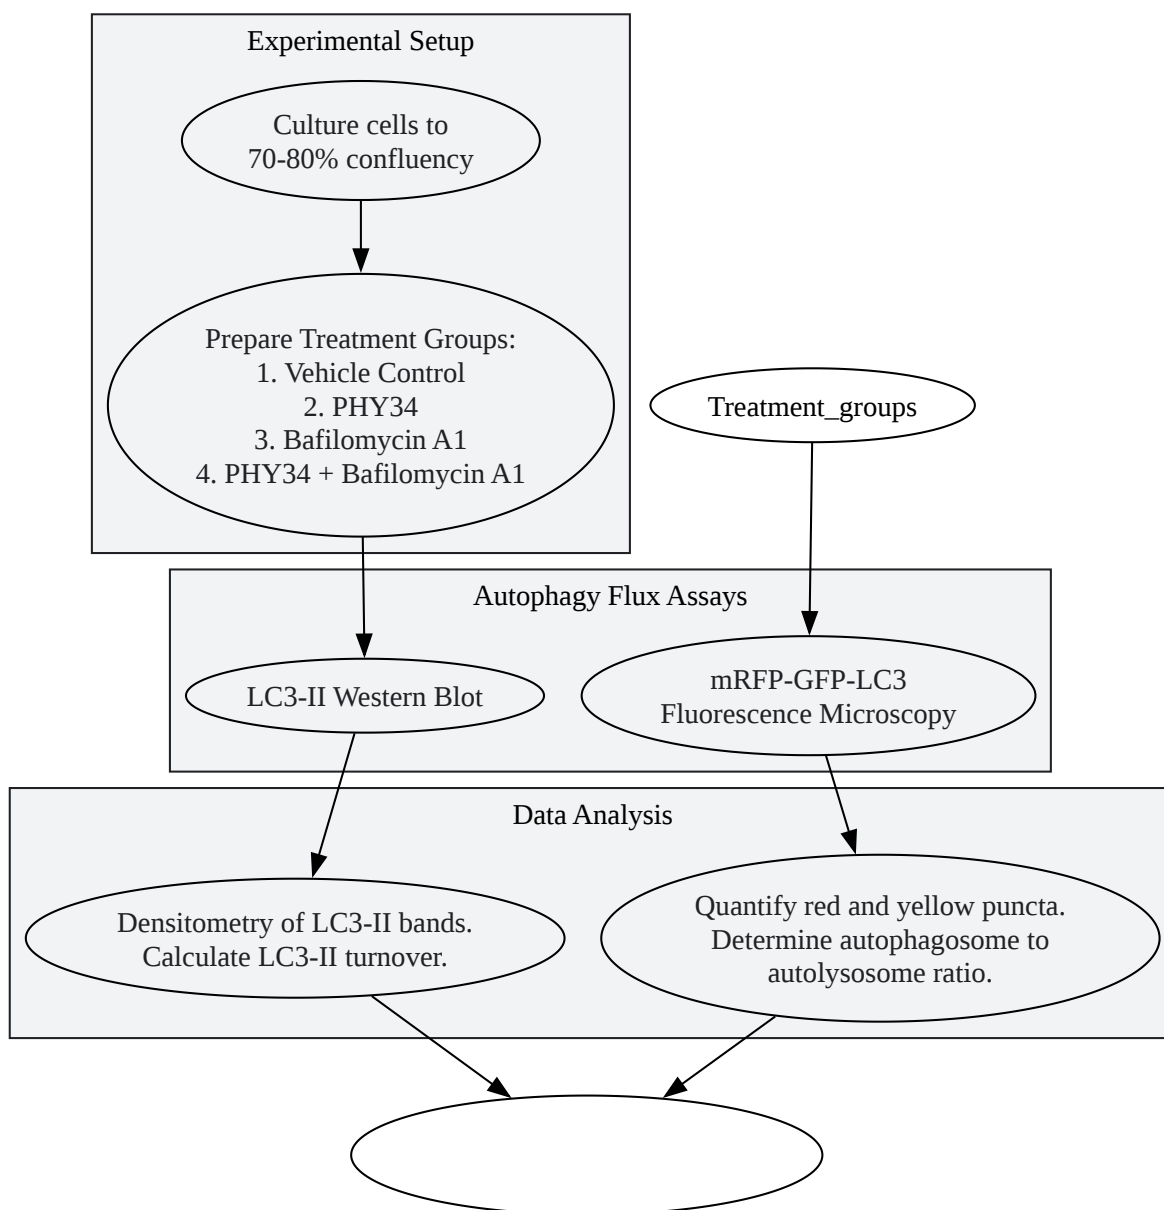 Experimental Setup
Culture cells to
70-80% confluency
Prepare Treatment Groups:
1. Vehicle Control
2. PHY34
3. Bafilomycin A1
4. PHY34 + Bafilomycin A1
Treatment_groups
Autophagy Flux Assays
LC3-II Western Blot
mRFP-GFP-LC3
Fluorescence Microscopy
Data Analysis
Densitometry of LC3-II bands.
Calculate LC3-II turnover.
Quantify red and yellow puncta.
Determine autophagosome to
autolysosome ratio.